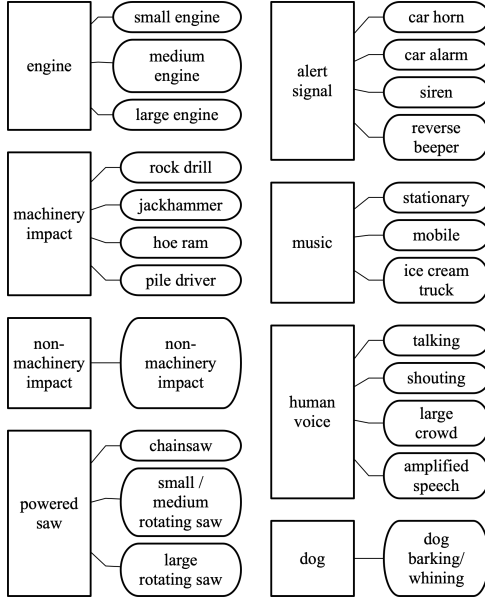 engine
small engine
medium
engine
large engine
machinery
impact
rock drill
jackhammer
hoe ram
pile driver
non-
machinery
impact
non-
machinery
impact
powered
saw
chainsaw
small /
medium
rotating saw
large
rotating saw
alert
signal
car horn
car alarm
siren
reverse
beeper
music
stationary
mobile
ice cream
truck
human
voice
talking
shouting
large
crowd
amplified
speech
dog
dog
barking/
whining